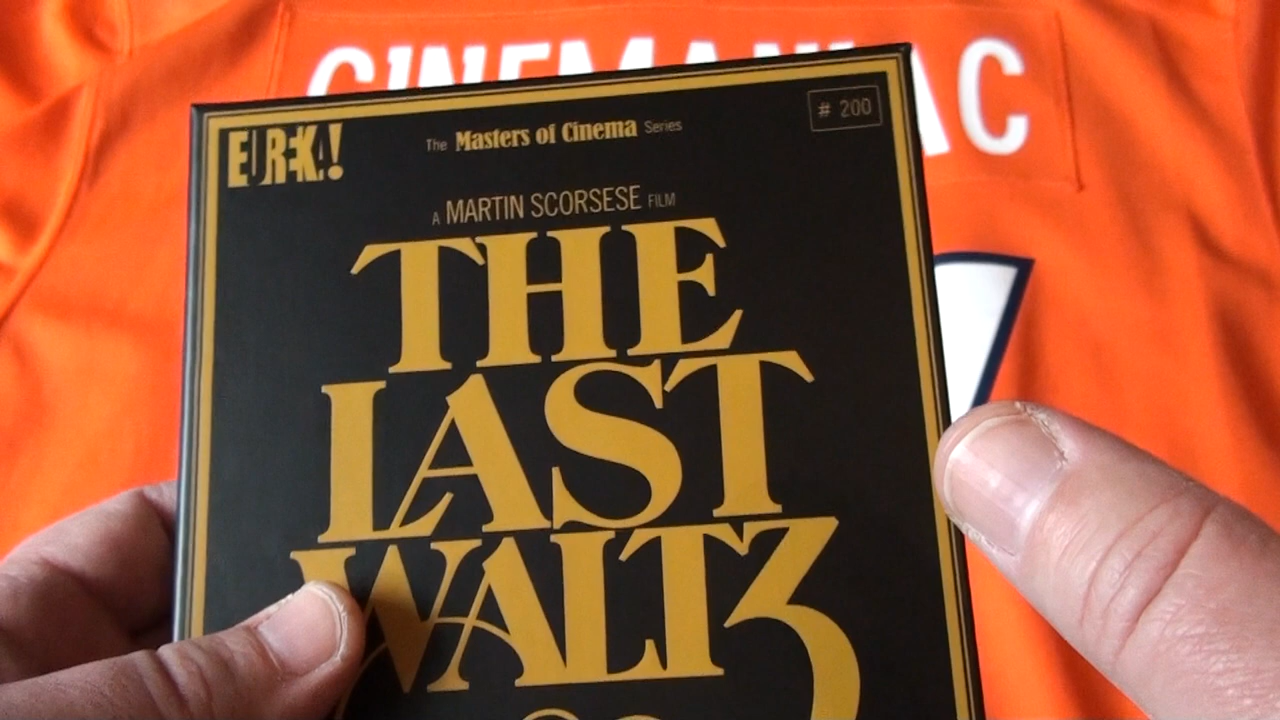 CINEMANIAC
EUREKA!
The Masters of Cinema Series
# 200
A MARTIN SCORSESE FILM
THE
LAST
WALTZ